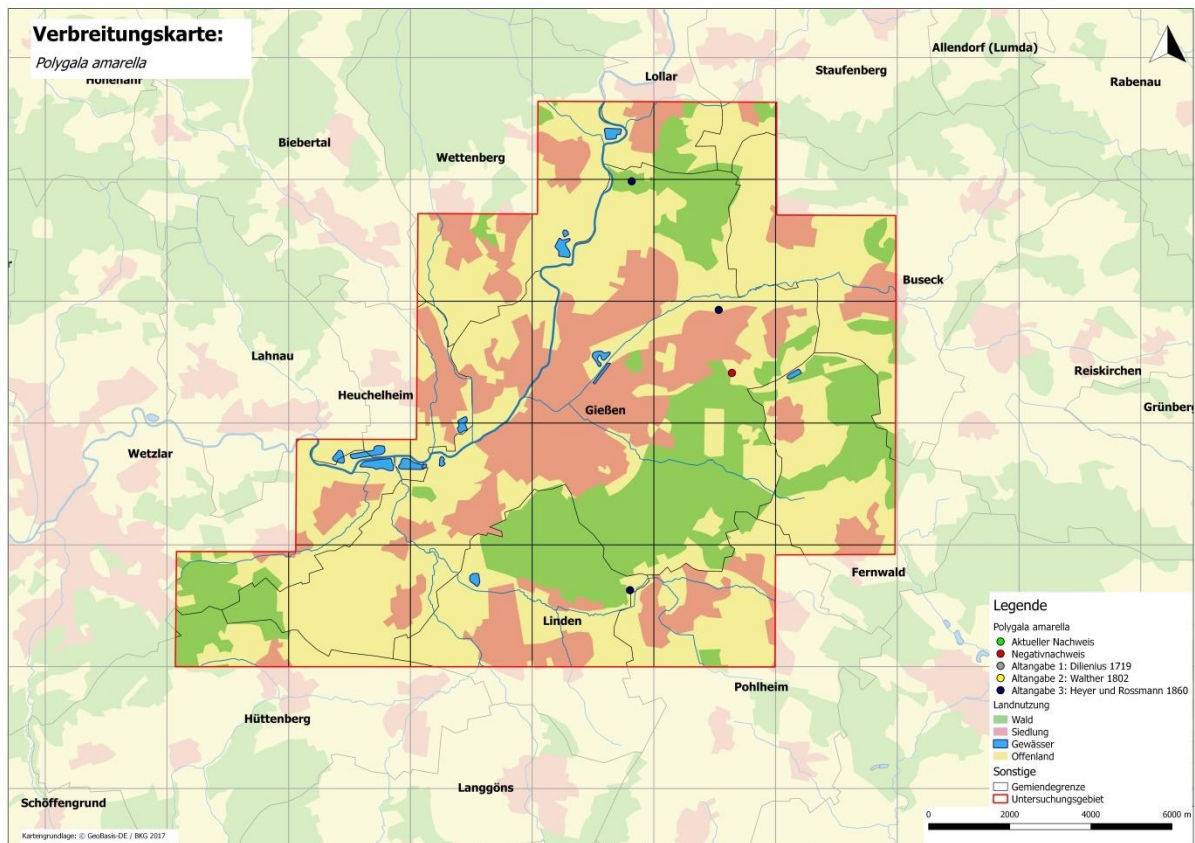 Verbreitungskarte:
Polygala amarella
Hohenahr
Allendorf (Lumda)
Lollar
Staufenberg
Rabenau
Biebertal
Wettenberg
Buseck
Lahnau
Heuchelheim
Reiskirchen
Gießen
Grünberg
Wetzlar
Fernwald
Linden
Pohlheim
Hüttenberg
Langgöns
Schöffengrund
Legende
Polygala amarella
Aktueller Nachweis
Negativnachweis
Altangabe 1: Dilienius 1719
Altangabe 2: Walther 1802
Altangabe 3: Heyer und Rossmann 1860
Landnutzung
Wald
Siedlung
Gewässer
Offenland
Sonstige
Gemiendegrenze
Untersuchungsgebiet
0 2000 4000 6000 m
Kartengrundlage: © GeoBasis-DE / BKG 2017